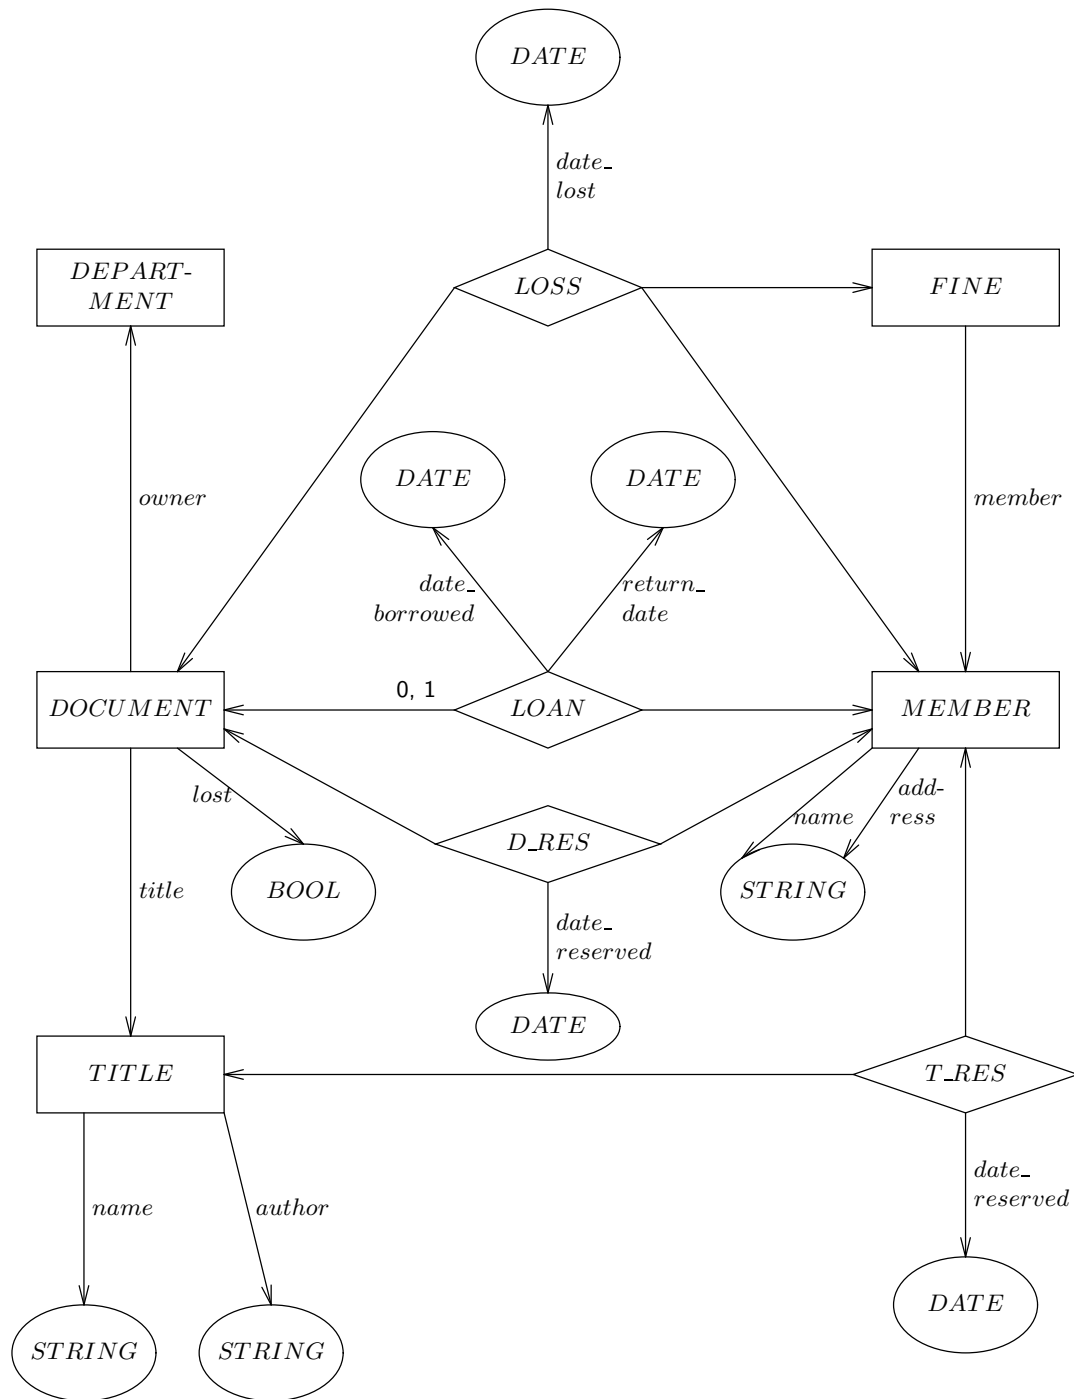 DATE
date_
lost
DEPART-
MENT
LOSS
FINE
DATE
DATE
owner
member
date_
borrowed
return_
date
0, 1
DOCUMENT
LOAN
MEMBER
lost
name
add-
ress
D_RES
BOOL
STRING
title
date_
reserved
DATE
TITLE
T_RES
name
author
date_
reserved
DATE
STRING
STRING